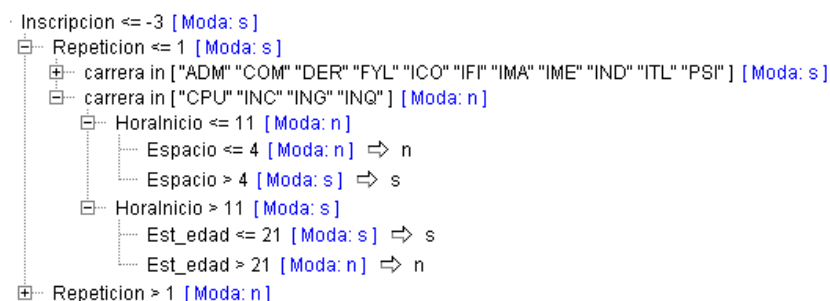 Inscripcion <= -3 [Moda: s]
Repeticion <= 1 [Moda: s]
carrera in ["ADM" "COM" "DER" "FYL" "ICO" "IFI" "IMA" "IME" "IND" "ITL" "PSI" ] [Moda: s]
carrera in ["CPU" "INC" "ING" "INQ" ] [Moda: n]
HoraInicio <= 11 [Moda: n]
Espacio <= 4 [Moda: n] ⇨ n
Espacio > 4 [Moda: s] ⇨ s
HoraInicio > 11 [Moda: s]
Est_edad <= 21 [Moda: s] ⇨ s
Est_edad > 21 [Moda: n] ⇨ n
Repeticion > 1 [Moda: n]